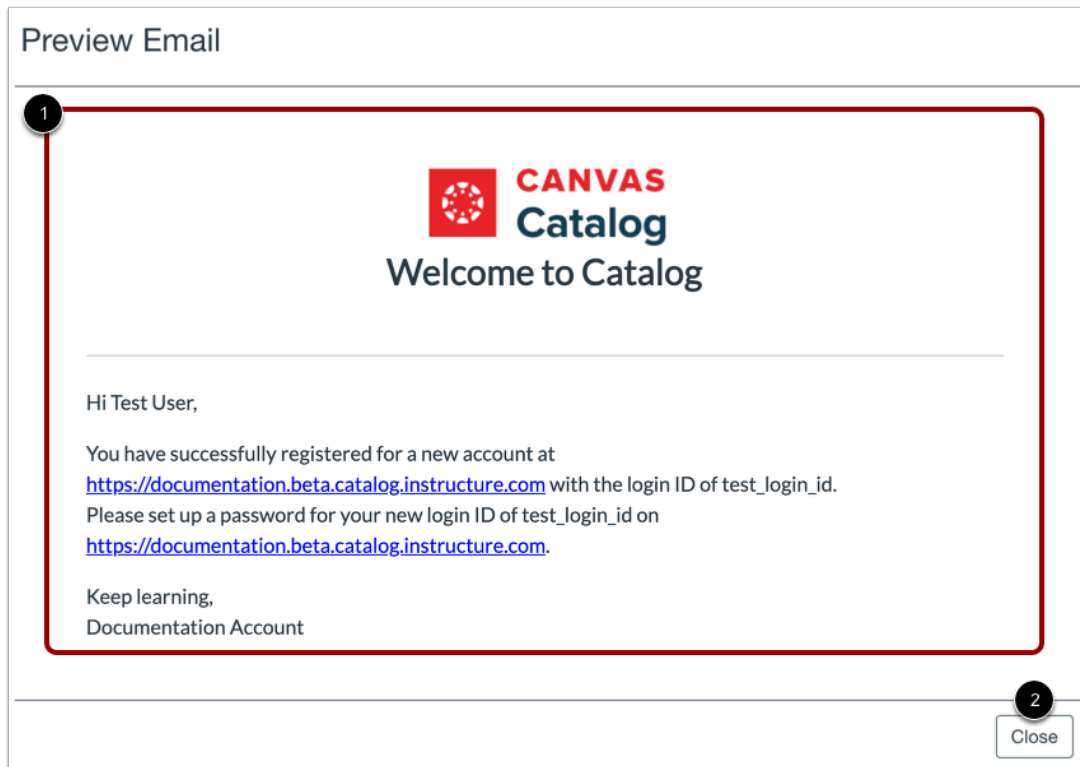 Preview Email
1
CANVAS
Catalog
Welcome to Catalog
Hi Test User,
You have successfully registered for a new account at
https://documentation.beta.catalog.instructure.com with the login ID of test_login_id.
Please set up a password for your new login ID of test_login_id on
https://documentation.beta.catalog.instructure.com.
Keep learning,
Documentation Account
2
Close